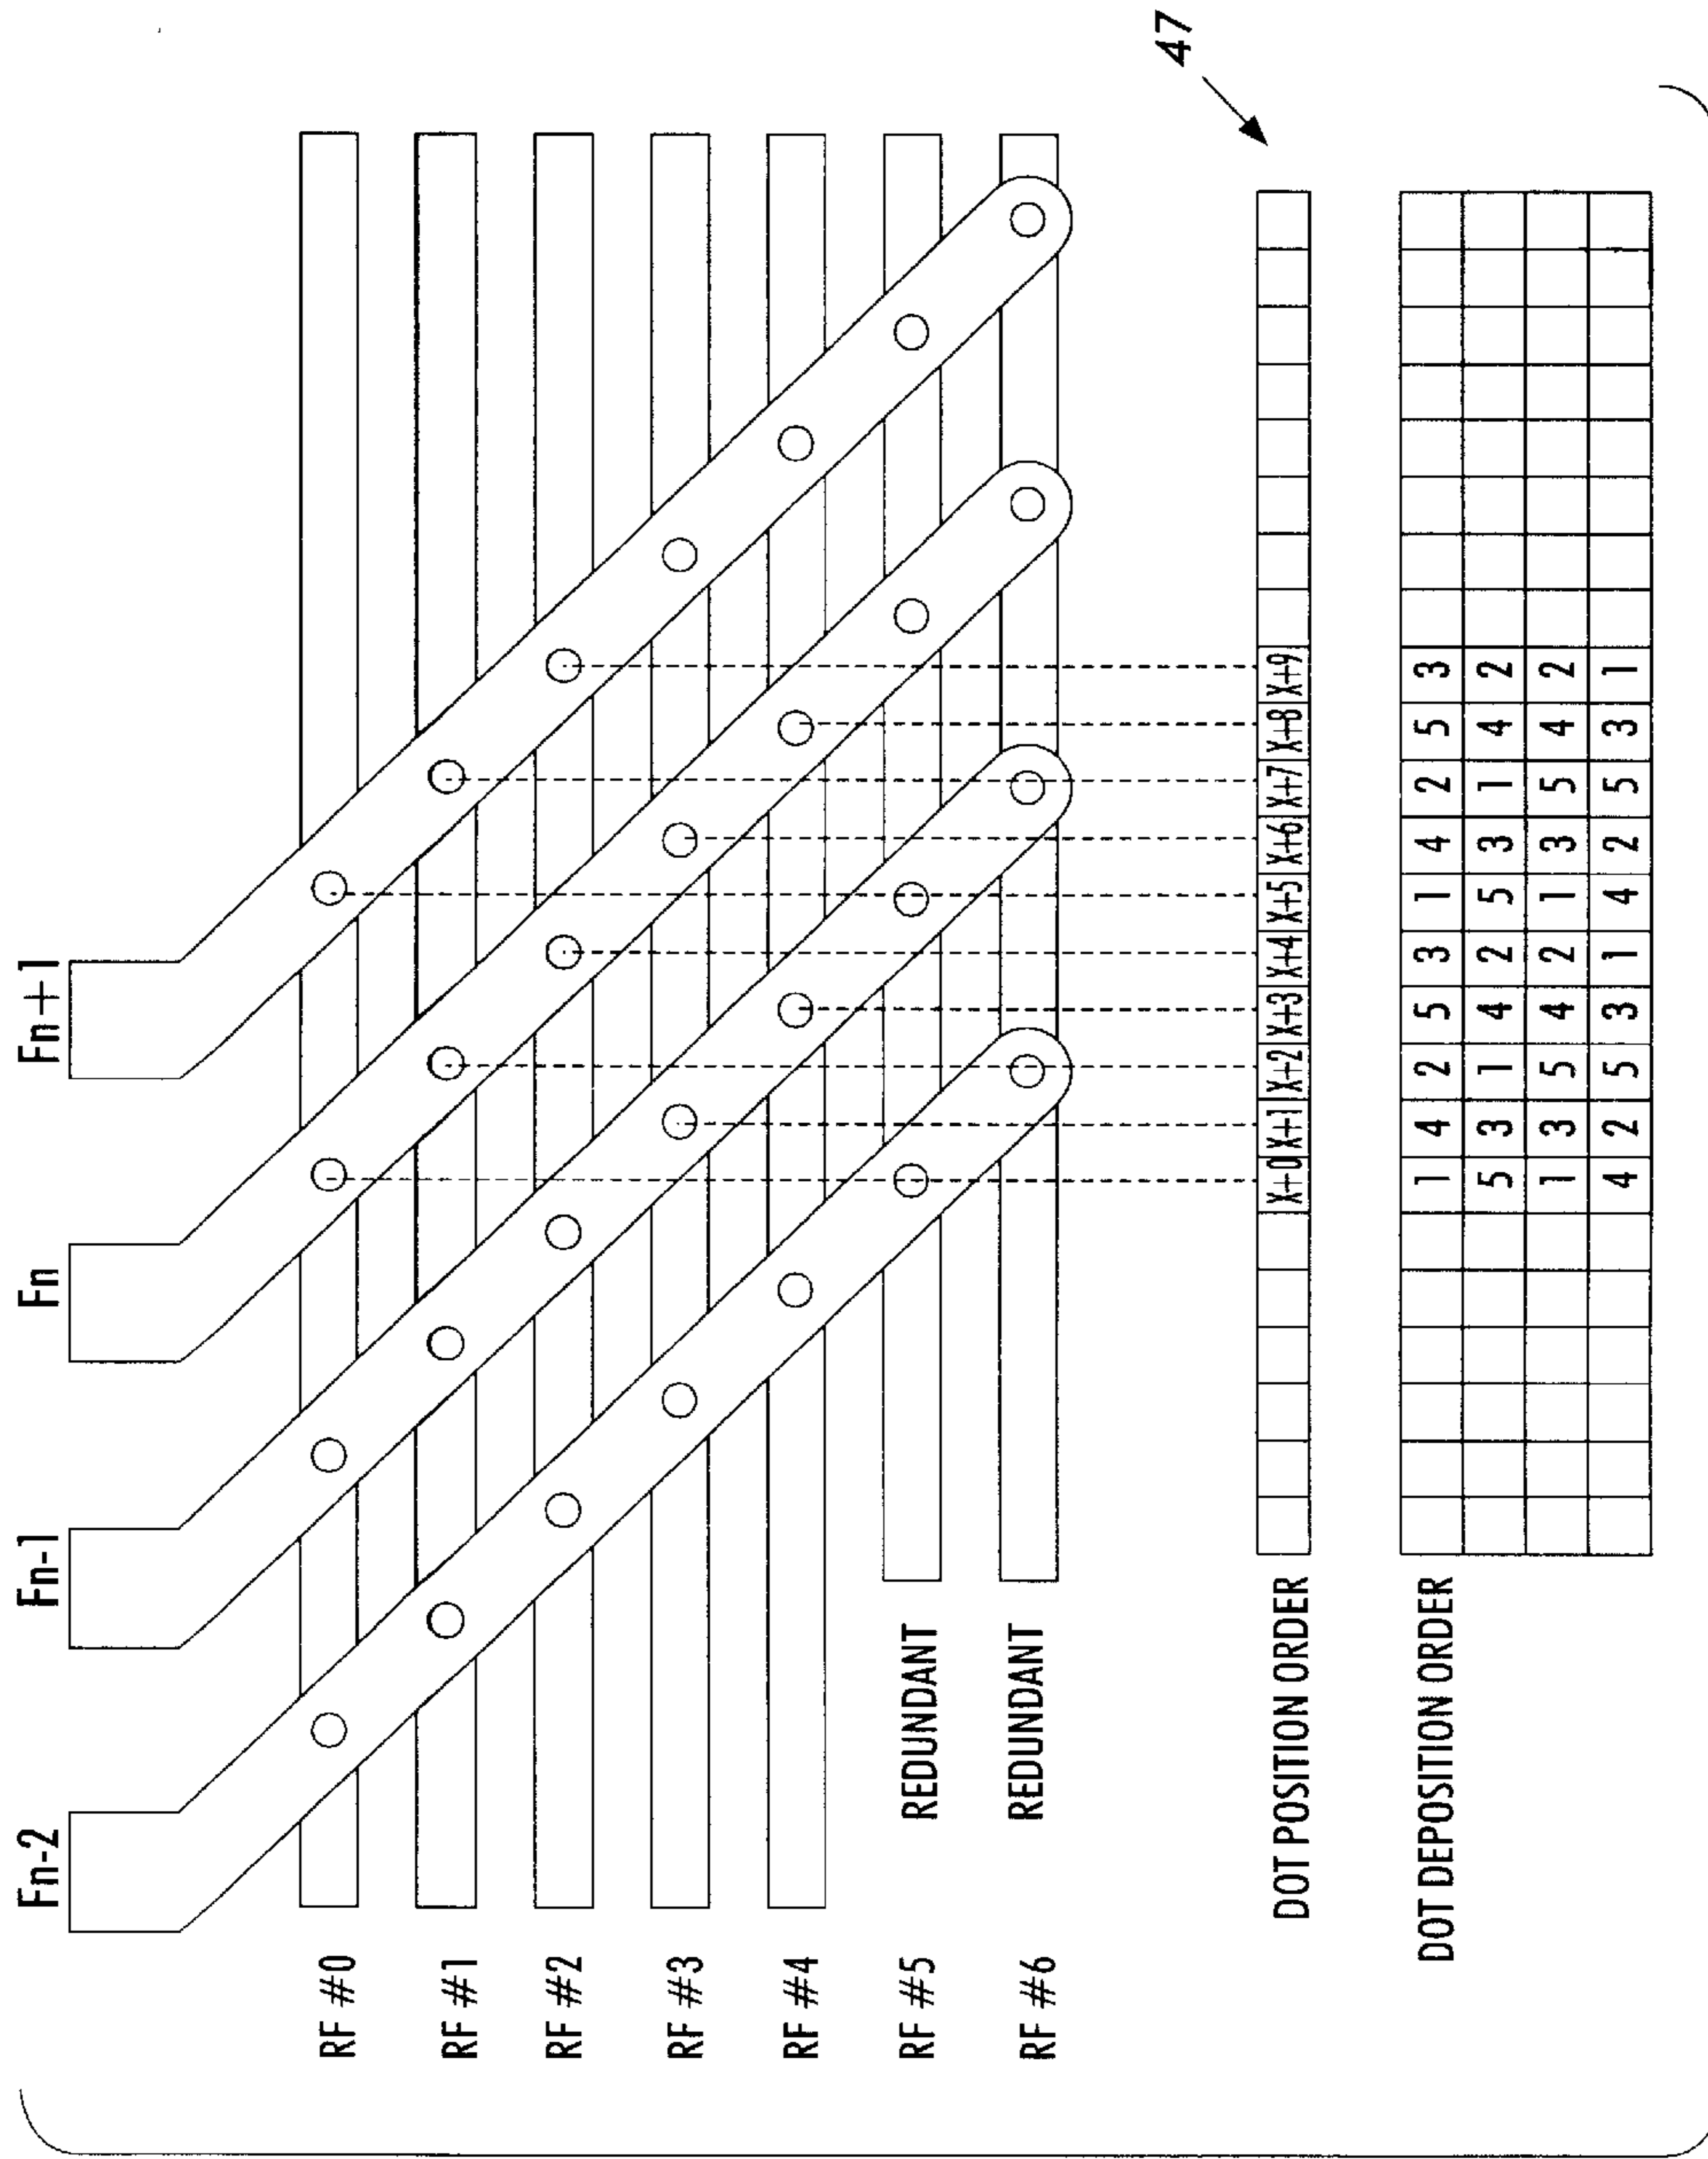 Fn-2 Fn-1 Fn Fn+1
RF #0
RF #1
RF #2
RF #3
RF #4
RF #5 REDUNDANT
RF #6 REDUNDANT
47
DOT POSITION ORDER X+0 X+1 X+2 X+3 X+4 X+5 X+6 X+7 X+8 X+9
DOT DEPOSITION ORDER 1 4 2 5 3 1 4 2 5 3
5 3 1 4 2 5 3 1 4 2
1 3 5 4 2 1 3 5 4 2
4 2 5 3 1 4 2 5 3 1